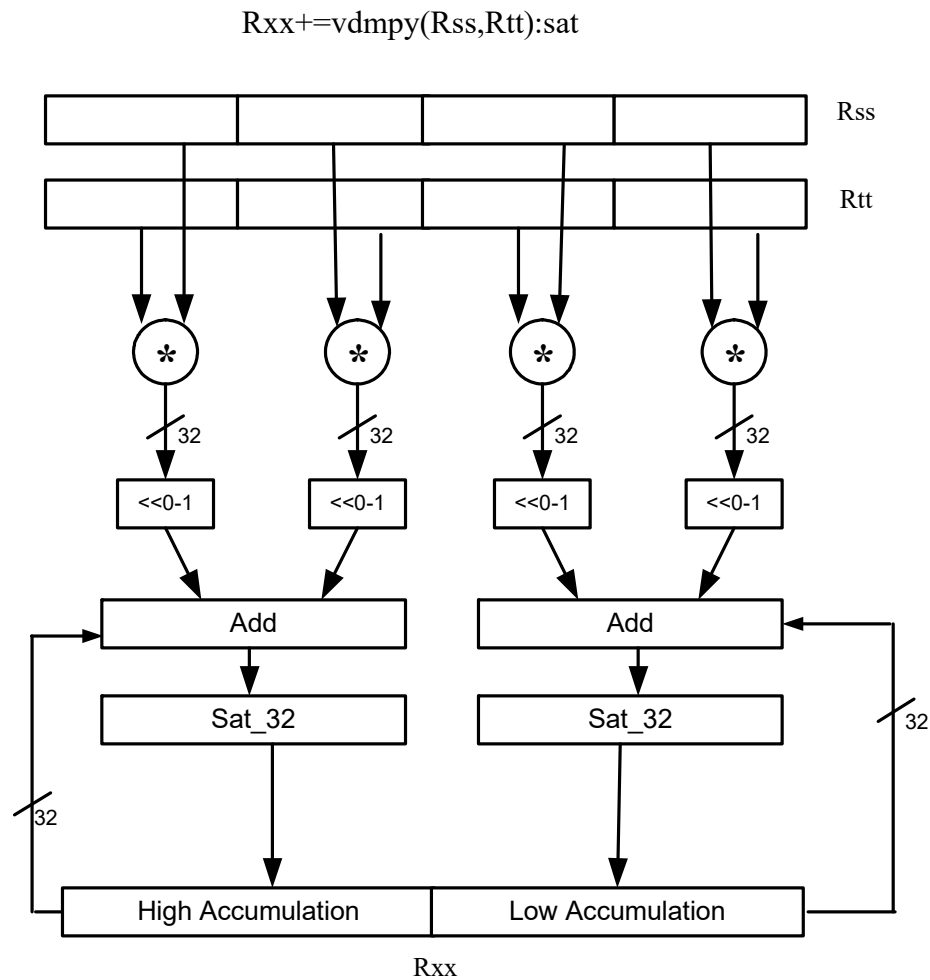 Rxx+=vdmpy(Rss,Rtt):sat
Rss
Rtt
* * * *
32 32 32 32
<<0-1 <<0-1 <<0-1 <<0-1
Add Add
Sat_32 Sat_32
32
32
High Accumulation Low Accumulation
Rxx